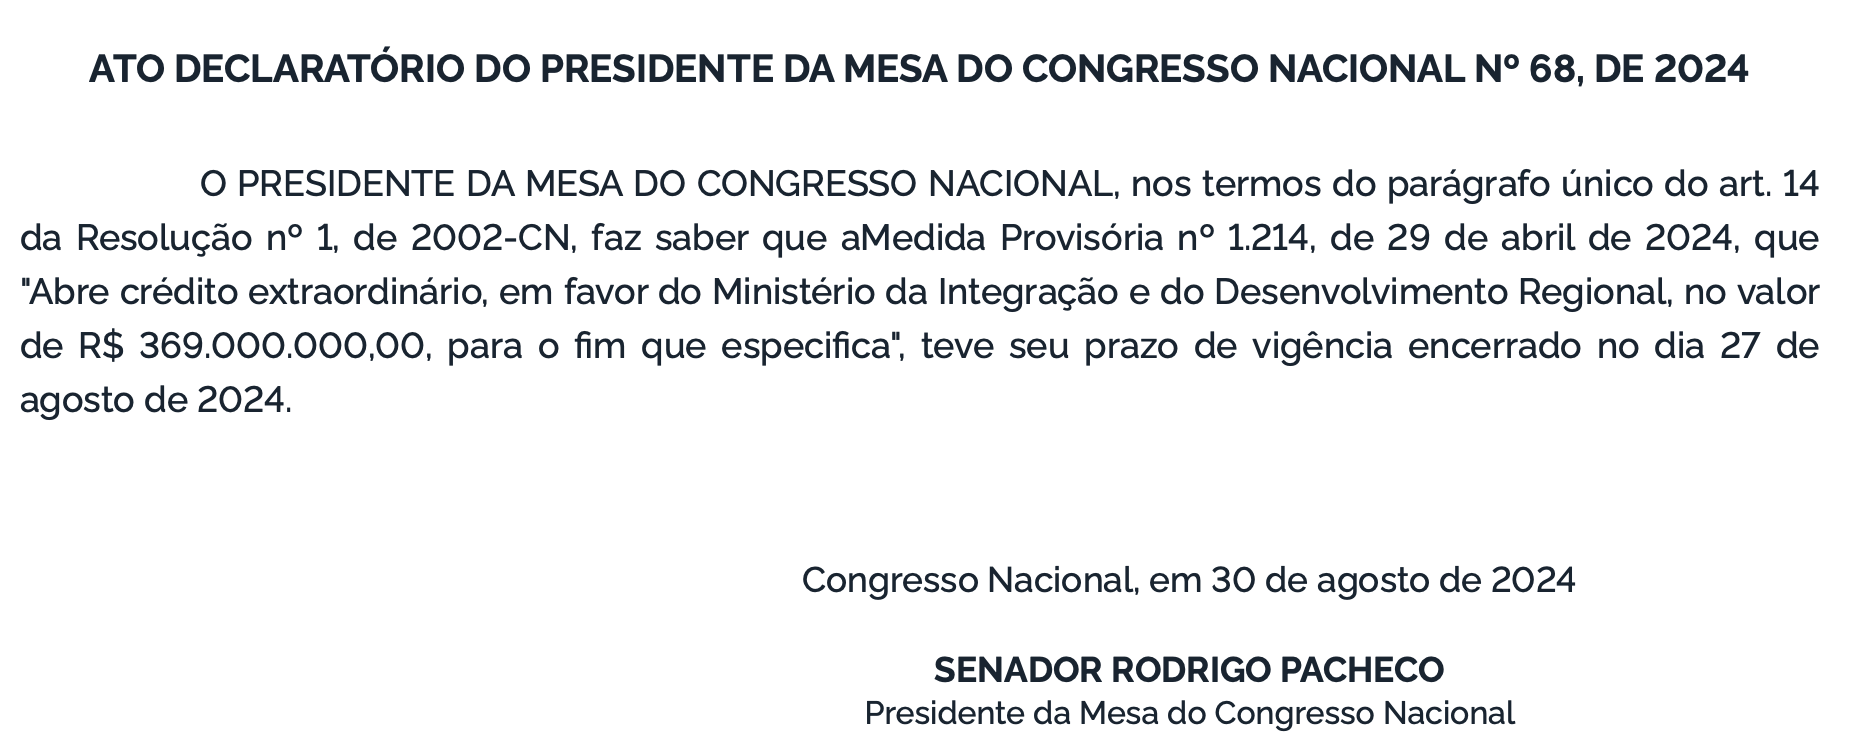 ATO DECLARATÓRIO DO PRESIDENTE DA MESA DO CONGRESSO NACIONAL Nº 68, DE 2024
O PRESIDENTE DA MESA DO CONGRESSO NACIONAL, nos termos do parágrafo único do art. 14
da Resolução nº 1, de 2002-CN, faz saber que aMedida Provisória nº 1.214, de 29 de abril de 2024, que
"Abre crédito extraordinário, em favor do Ministério da Integração e do Desenvolvimento Regional, no valor
de R$ 369.000.000,00, para o fim que especifica", teve seu prazo de vigência encerrado no dia 27 de
agosto de 2024.
Congresso Nacional, em 30 de agosto de 2024
SENADOR RODRIGO PACHECO
Presidente da Mesa do Congresso Nacional